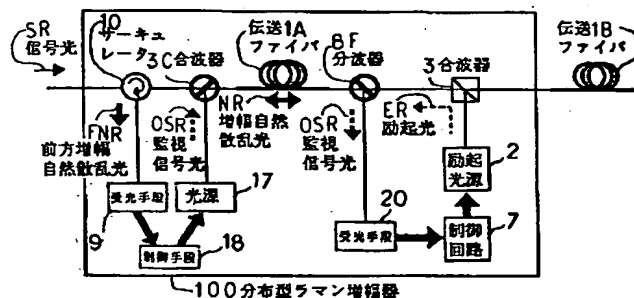 SR
信号光
10
サーキュ
レータ
3C合波器
伝送1A
ファイバ
8F
分波器
3合波器
伝送1B
ファイバ
FNR
前方増幅
自然散乱光
OSR
監視
信号光
NR
増幅自然
散乱光
OSR
監視
信号光
ER
励起光
受光手段
9
光源
17
制御手段
18
受光手段
20
励起
光源
2
制御
回路
7
100分布型ラマン増幅器